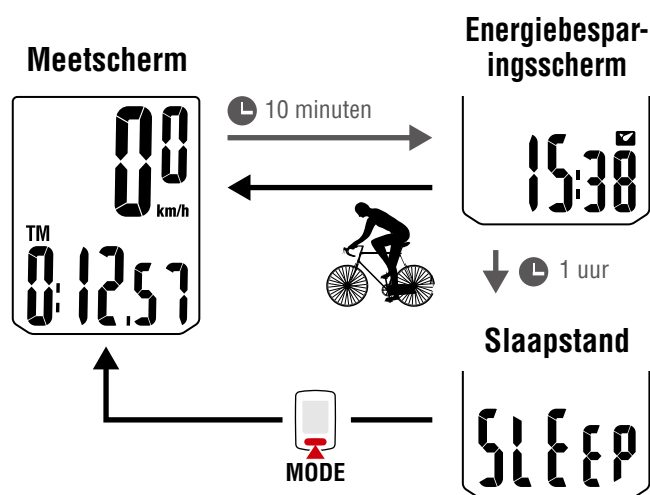 Meetscherm
00
km/h
TM
0:12.57
10 minuten
Energiebespar-
ingsscherm
15:38
1 uur
Slaapstand
SLEEP
MODE